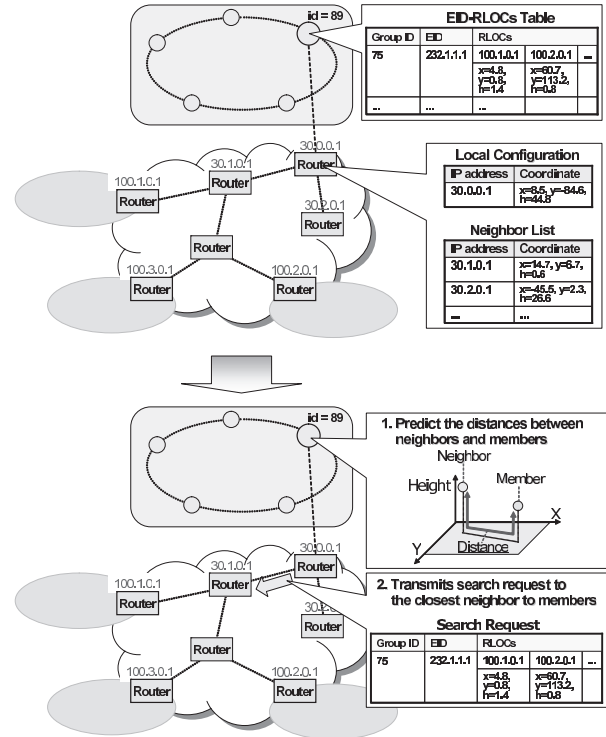 iid = 89
EID-RLOCs Table
Group ID EID RLOCs
75 232.1.1.1 100.1.0.1 100.2.0.1 ...
x=4.8, y=0.8, h=1.4
x=60.7, y=113.2, h=0.8
... ... ...
30.0.0.1
Router
30.1.0.1
Router
100.1.0.1
Router
30.2.0.1
Router
Router
100.3.0.1
Router
100.2.0.1
Router
Local Configuration
IP address Coordinate
30.0.0.1 x=8.5, y=-84.6, h=44.8
Neighbor List
IP address Coordinate
30.1.0.1 x=14.7, y=6.7, h=0.6
30.2.0.1 x=-45.5, y=2.3, h=26.6
... ...
iid = 89
1. Predict the distances between
neighbors and members
Neighbor
Member
Height
X
Y
Distance
30.0.0.1
Router
30.1.0.1
Router
100.1.0.1
Router
Router
Router
100.3.0.1
Router
100.2.0.1
Router
2. Transmits search request to
the closest neighbor to members
Search Request
Group ID EID RLOCs
75 232.1.1.1 100.1.0.1 100.2.0.1 ...
x=4.8, y=0.8, h=1.4
x=60.7, y=113.2, h=0.8